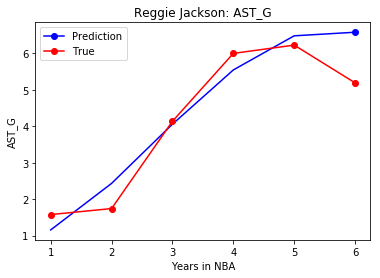 Reggie Jackson: AST_G
Prediction
True
AST_G
6
5
4
3
2
1
1 2 3 4 5 6
Years in NBA